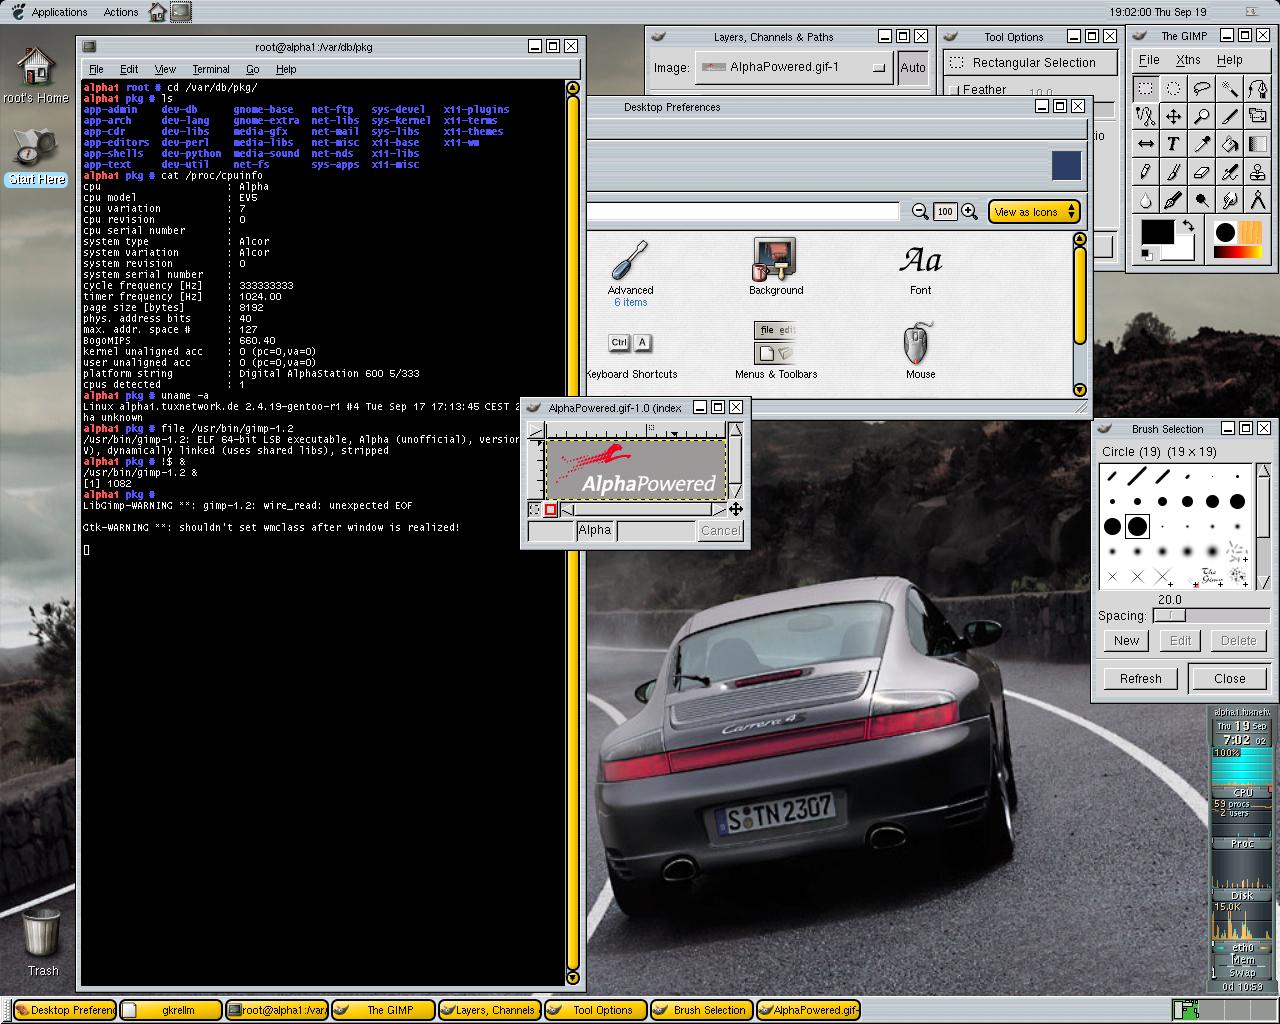 Applications Actions
19:02:00 Thu Sep 19
root's Home
Start Here
Trash
root@alpha1:/var/db/pkg
File Edit View Terminal Go Help
alpha1 root # cd /var/db/pkg/
alpha1 pkg # ls
app-admin dev-db gnome-base net-ftp sys-devel x11-plugins
app-arch dev-lang gnome-extra net-libs sys-kernel x11-terms
app-cdr dev-libs media-gfx net-mail sys-libs x11-themes
app-editors dev-perl media-libs net-misc x11-base x11-wm
app-shells dev-python media-sound net-nds x11-libs
app-text dev-util net-fs sys-apps x11-misc
alpha1 pkg # cat /proc/cpuinfo
cpu : Alpha
cpu model : EV5
cpu variation : 7
cpu revision : 0
cpu serial number :
system type : Alcor
system variation : Alcor
system revision : 0
system serial number :
cycle frequency [Hz] : 333333333
timer frequency [Hz] : 1024.00
page size [bytes] : 8192
phys. address bits : 40
max. addr. space # : 127
BogoMIPS : 660.40
kernel unaligned acc : 0 (pc=0,va=0)
user unaligned acc : 0 (pc=0,va=0)
platform string : Digital AlphaStation 600 5/333
cpus detected : 1
alpha1 pkg # uname -a
Linux alpha1.tuxnetwork.de 2.4.19-gentoo-r1 #4 Tue Sep 17 17:13:45 CEST 2
ha unknown
alpha1 pkg # file /usr/bin/gimp-1.2
/usr/bin/gimp-1.2: ELF 64-bit LSB executable, Alpha (unofficial), version
V), dynamically linked (uses shared libs), stripped
alpha1 pkg # !$ &
/usr/bin/gimp-1.2 &
[1] 1082
alpha1 pkg #
LibGimp-WARNING **: gimp-1.2: wire_read: unexpected EOF
Gtk-WARNING **: shouldn't set wmclass after window is realized!
Layers, Channels & Paths
Image: AlphaPowered.gif-1 Auto
Tool Options
Rectangular Selection
Feather
10.0
The GIMP
File Xtns Help
Desktop Preferences
100
View as Icons
Advanced
6 items
Background
Font
Keyboard Shortcuts
Menus & Toolbars
Mouse
Ctrl A
file edit
AlphaPowered.gif-1.0 (index
AlphaPowered
Alpha Cancel
Brush Selection
Circle (19) (19 x 19)
20.0
Spacing:
New Edit Delete
Refresh Close
Carrera 4
S TN 2307
Thu 19 Sep
7:02 02
100%
CPU
59 procs
2 users
Proc
Disk
15.0K
eth0
Mem
Swap
0d 10:59
Desktop Preferenc gkrellm root@alpha1:/var The GIMP Layers, Channels Tool Options Brush Selection AlphaPowered.gif-